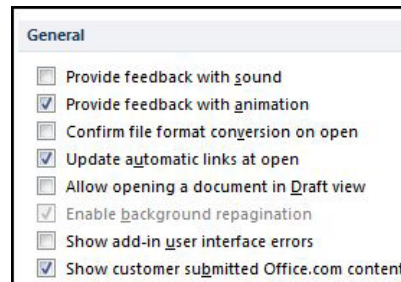 General
Provide feedback with sound
Provide feedback with animation
Confirm file format conversion on open
Update automatic links at open
Allow opening a document in Draft view
Enable background repagination
Show add-in user interface errors
Show customer submitted Office.com content